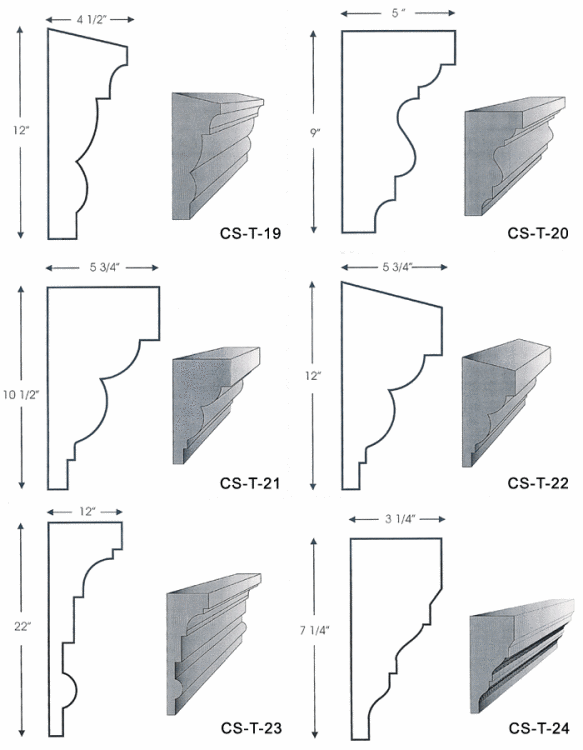 4 1/2"
12"
CS-T-19
5 "
9"
CS-T-20
5 3/4"
10 1/2"
CS-T-21
5 3/4"
12"
CS-T-22
12"
22"
CS-T-23
3 1/4"
7 1/4"
CS-T-24